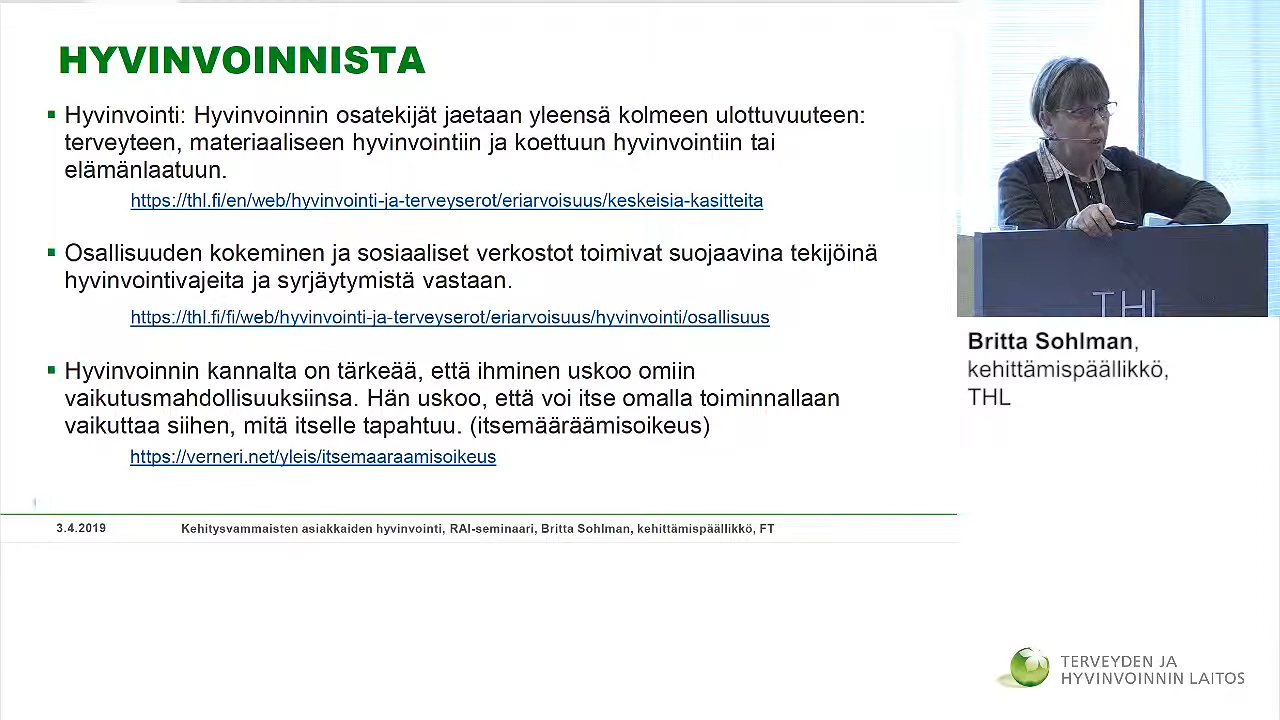 HYVINVOINNISTA
Hyvinvointi: Hyvinvoinnin osatekijät jaetaan yleensä kolmeen ulottuvuuteen:
terveyteen, materiaaliseen hyvinvointiin ja koettuun hyvinvointiin tai
elämänlaatuun.
https://thl.fi/en/web/hyvinvointi-ja-terveyserot/eriarvoisuus/keskeisia-kasitteita
Osallisuuden kokeminen ja sosiaaliset verkostot toimivat suojaavina tekijöinä
hyvinvointivajeita ja syrjäytymistä vastaan.
https://thl.fi/fi/web/hyvinvointi-ja-terveyserot/eriarvoisuus/hyvinvointi/osallisuus
Hyvinvoinnin kannalta on tärkeää, että ihminen uskoo omiin
vaikutusmahdollisuuksiinsa. Hän uskoo, että voi itse omalla toiminnallaan
vaikuttaa siihen, mitä itselle tapahtuu. (itsemääräämisoikeus)
https://verneri.net/yleis/itsemaaraamisoikeus
3.4.2019
Kehitysvammaisten asiakkaiden hyvinvointi, RAI-seminaari, Britta Sohlman, kehittämispäällikkö, FT
THL
Britta Sohlman,
kehittämispäällikkö,
THL
TERVEYDEN JA
HYVINVOINNIN LAITOS